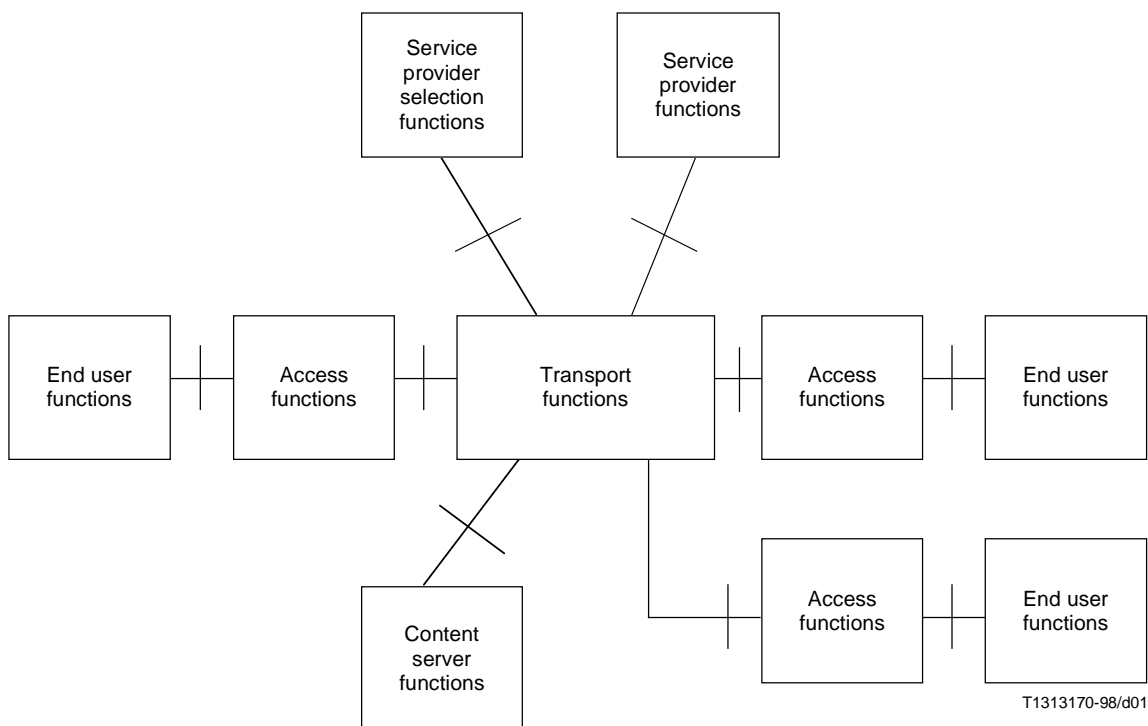 Service
provider
selection
functions
Service
provider
functions
End user
functions
Access
functions
Transport
functions
Access
functions
End user
functions
Content
server
functions
Access
functions
End user
functions
T1313170-98/d01